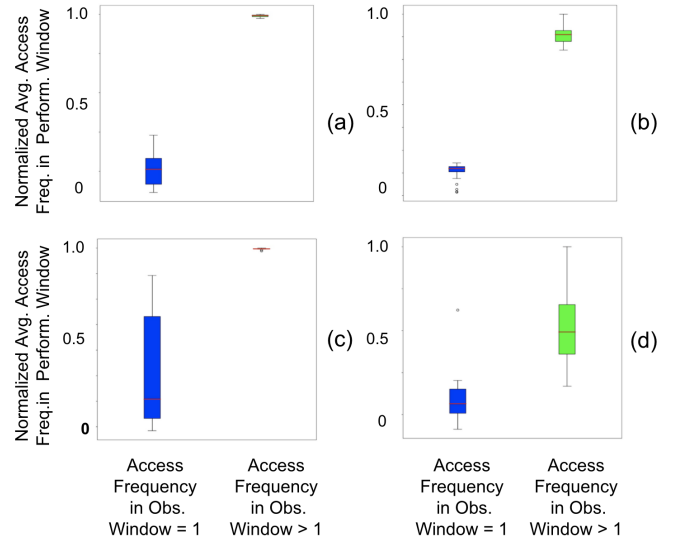 Normalized Avg. Access
Freq. in Perform. Window
1.0
0.5
0
(a)
1.0
0.5
0
(b)
Normalized Avg. Access
Freq.in Perform. Window
1.0
0.5
0
(c)
1.0
0.5
0
(d)
Access
Frequency
in Obs.
Window = 1
Access
Frequency
in Obs.
Window > 1
Access
Frequency
in Obs.
Window = 1
Access
Frequency
in Obs.
Window > 1